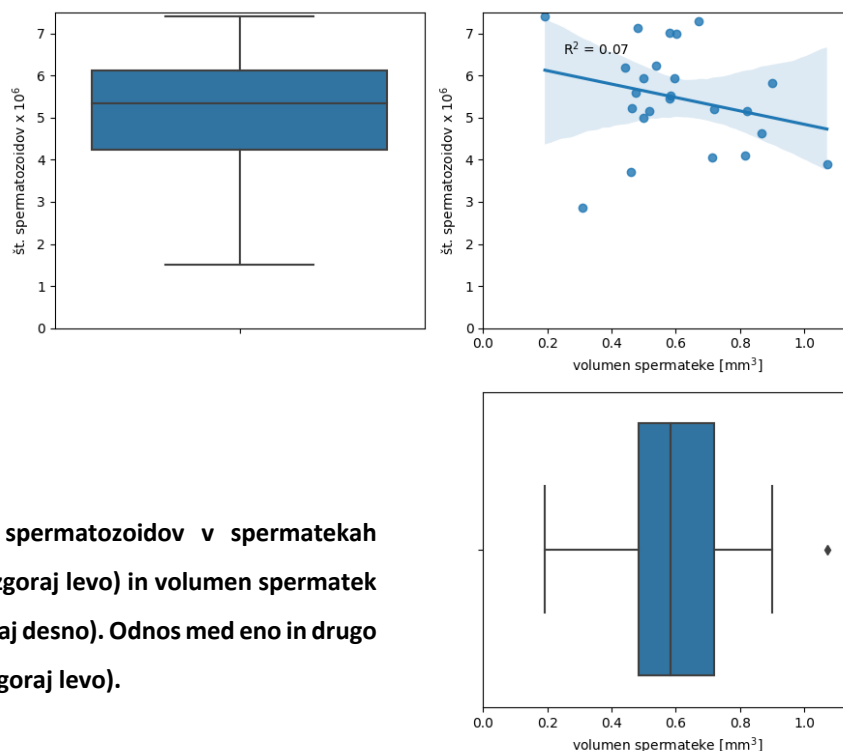 7
6
5
4
3
2
1
0
št. spermatozoidov x 10⁶
7
6
5
4
3
2
1
0
št. spermatozoidov x 10⁶
R² = 0.07
0.0 0.2 0.4 0.6 0.8 1.0
volumen spermateke [mm³]
spermatozoidov v spermatekah
zgoraj levo) in volumen spermatek
aj desno). Odnos med eno in drugo
goraj levo).
0.0 0.2 0.4 0.6 0.8 1.0
volumen spermateke [mm³]